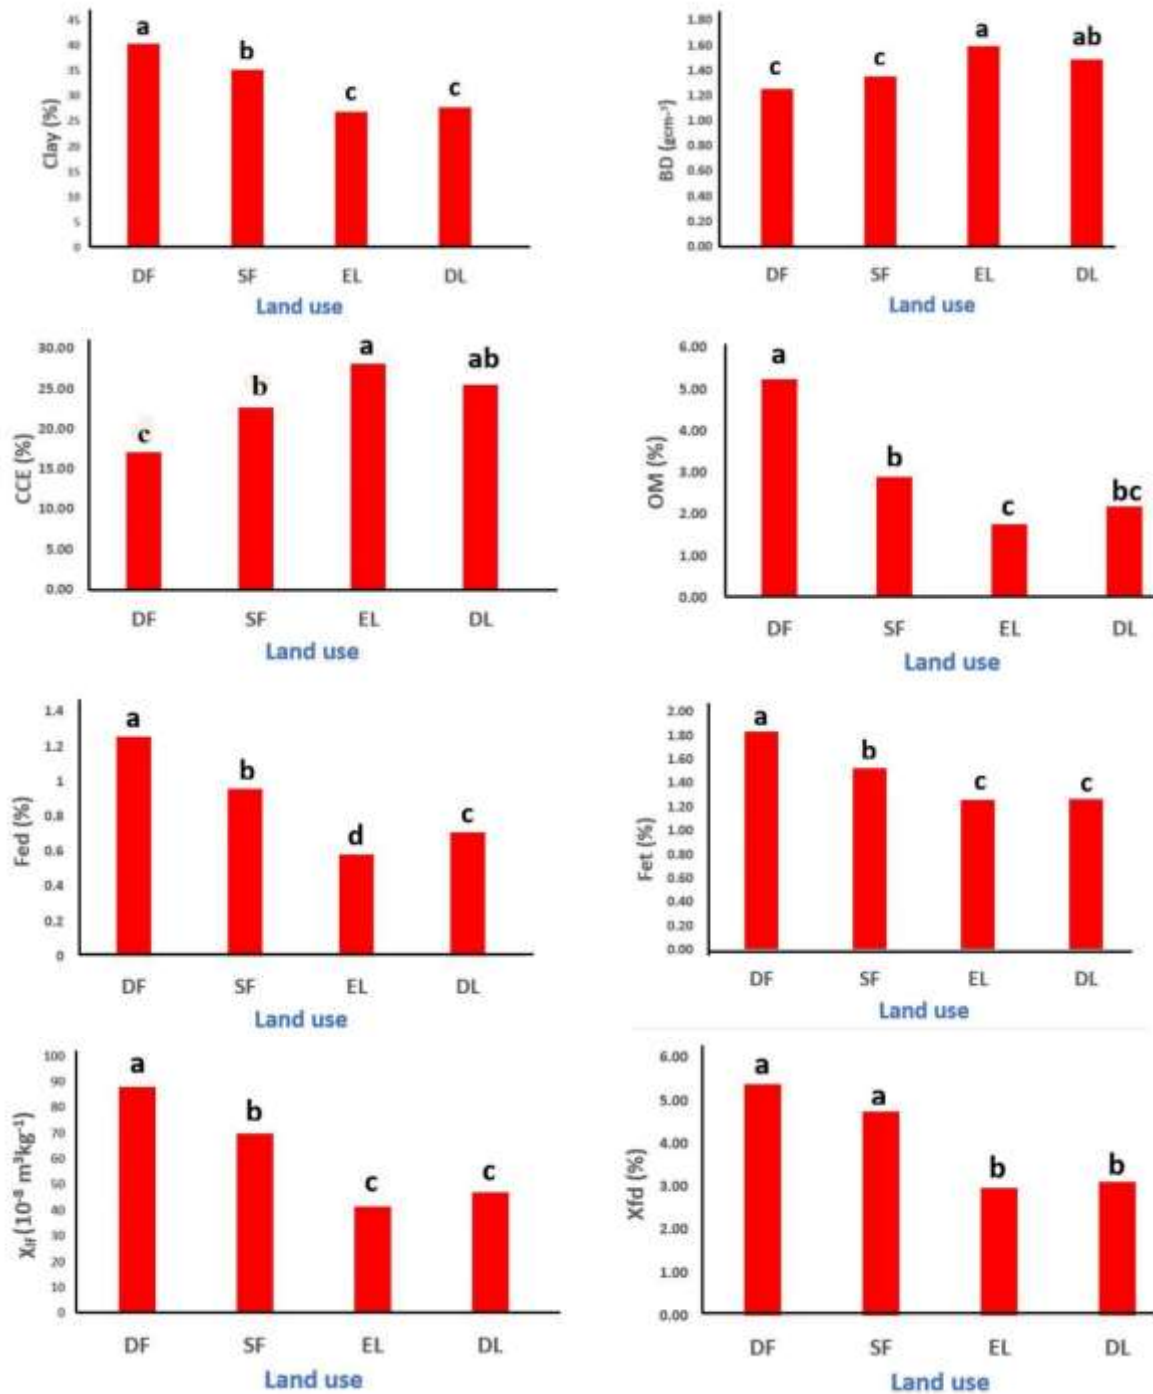 45
40
35
30
25
20
15
10
5
0
Clay (%)
a
b
c
c
DF SF EL DL
Land use
1.80
1.60
1.40
1.20
1.00
0.80
0.60
0.40
0.20
0.00
BD (gcm⁻³)
c
c
a
ab
DF SF EL DL
Land use
30.00
25.00
20.00
15.00
10.00
5.00
0.00
CCE (%)
c
b
a
ab
DF SF EL DL
Land use
6.00
5.00
4.00
3.00
2.00
1.00
0.00
OM (%)
a
b
c
bc
DF SF EL DL
Land use
1.4
1.2
1
0.8
0.6
0.4
0.2
0
Fed (%)
a
b
d
c
DF SF EL DL
Land use
2.00
1.80
1.60
1.40
1.20
1.00
0.80
0.60
0.40
0.20
0.00
Fet (%)
a
b
c
c
DF SF EL DL
Land use
100
90
80
70
60
50
40
30
20
10
0
Xlf (10⁻⁸ m³kg⁻¹)
a
b
c
c
DF SF EL DL
Land use
6.00
5.00
4.00
3.00
2.00
1.00
0.00
Xfd (%)
a
a
b
b
DF SF EL DL
Land use